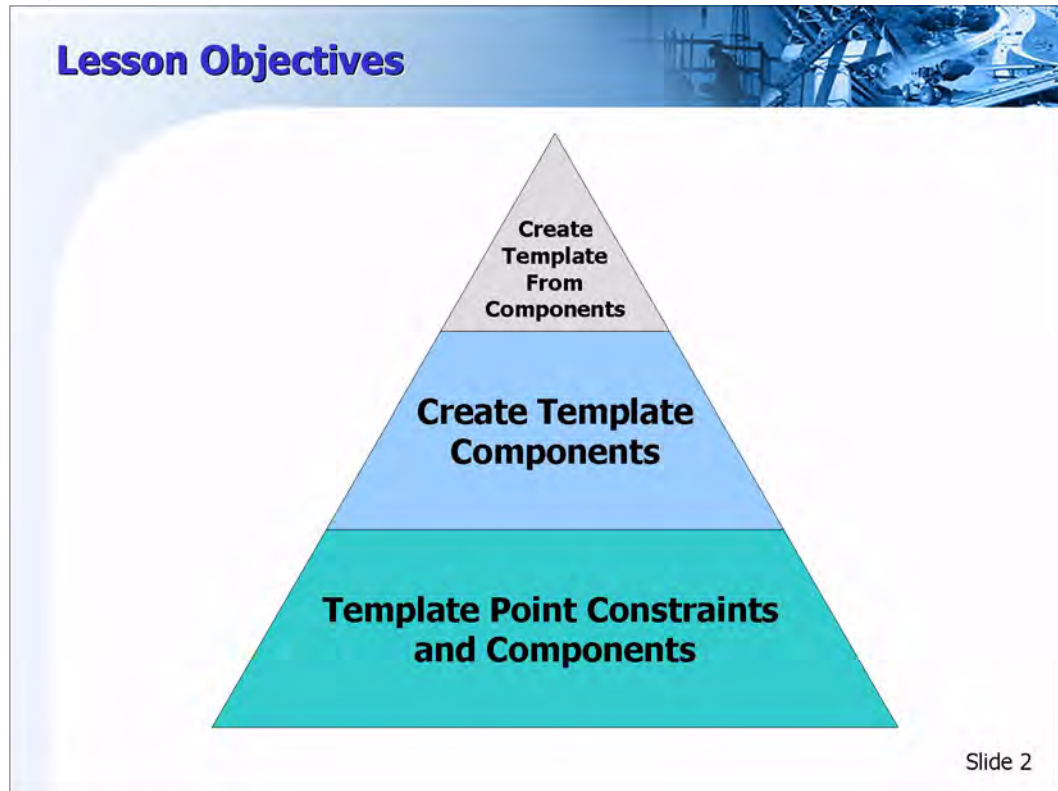 Lesson Objectives
Create
Template
From
Components
Create Template
Components
Template Point Constraints
and Components
Slide 2